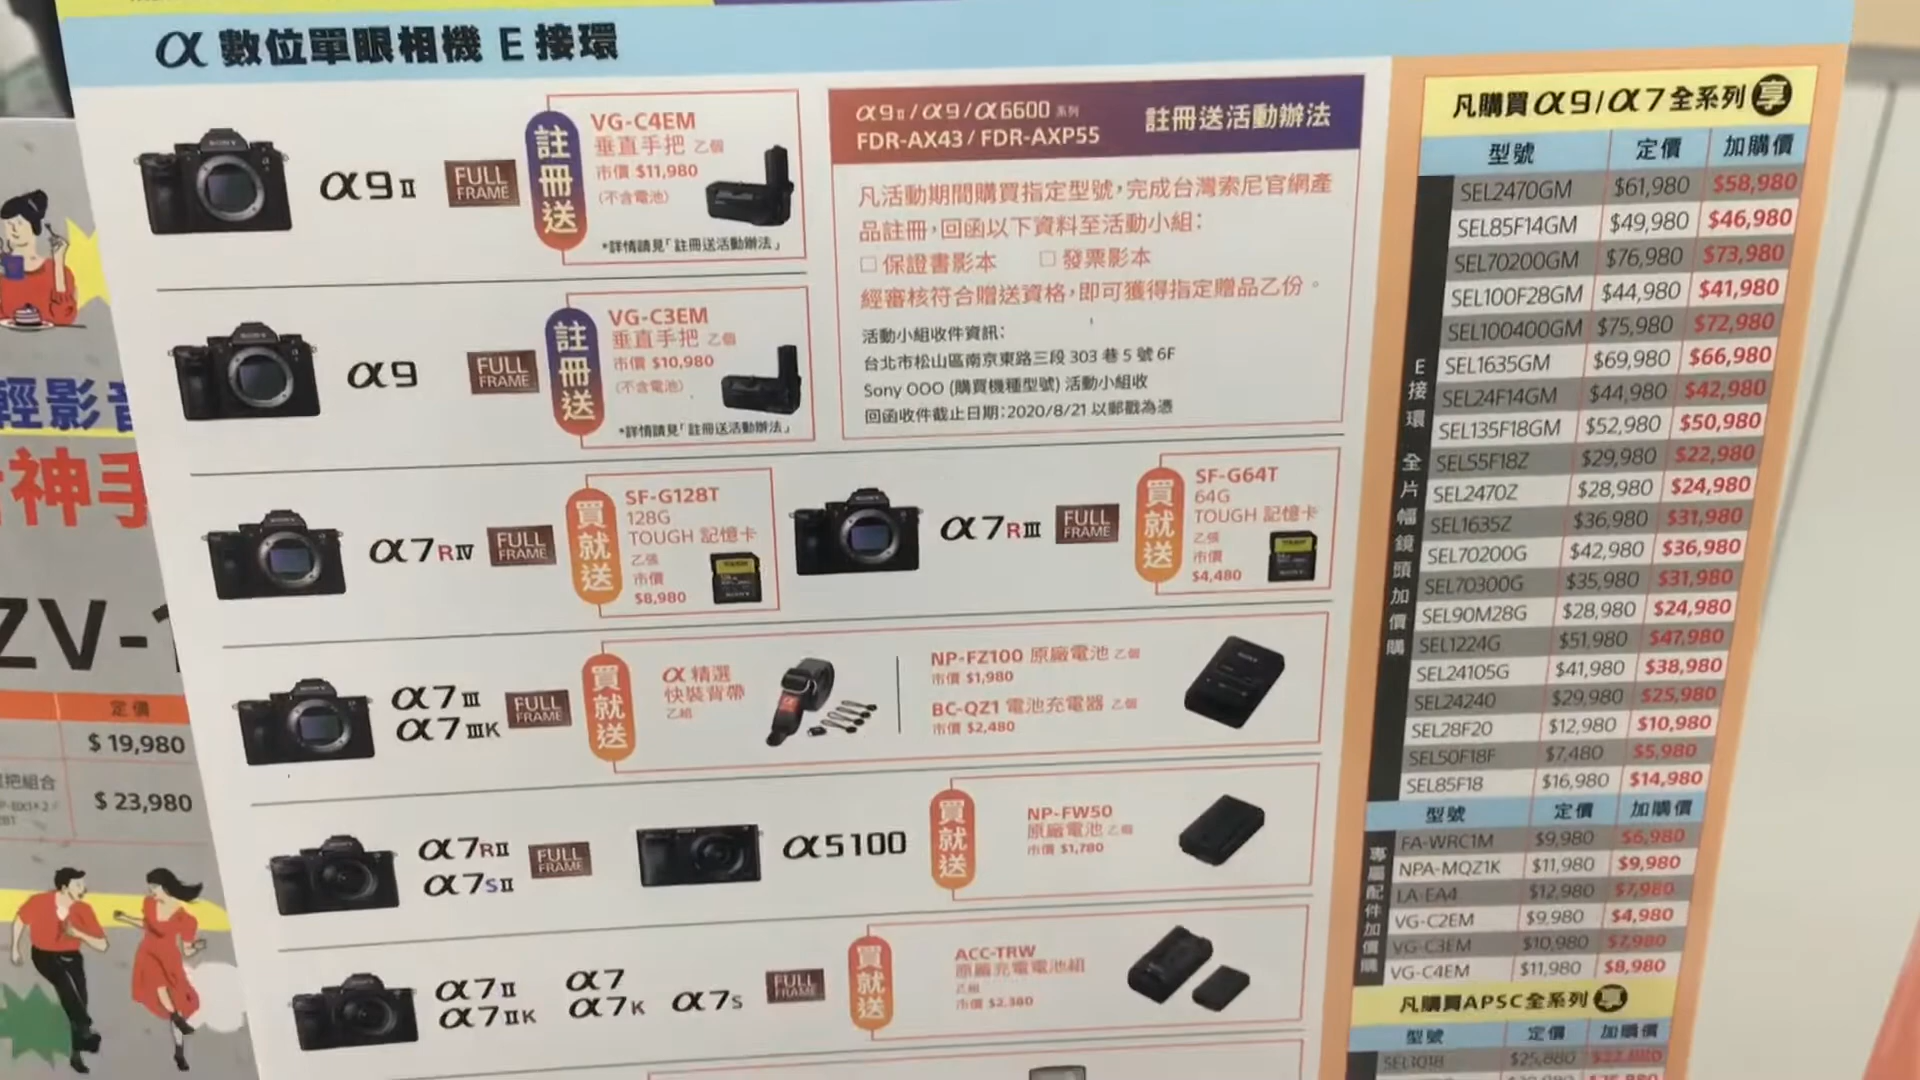 α 數位單眼相機 E 接環
α9II
FULL FRAME
註冊送
VG-C4EM
垂直手把 乙個
市價 $11,980
(不含電池)
*詳情請見「註冊送活動辦法」
α9II / α9 / α6600 系列
FDR-AX43 / FDR-AXP55
註冊送活動辦法
凡活動期間購買指定型號,完成台灣索尼官網產
品註冊,回函以下資料至活動小組:
□ 保證書影本 □ 發票影本
經審核符合贈送資格,即可獲得指定贈品乙份。
活動小組收件資訊:
台北市松山區南京東路三段 303 巷 5 號 6F
Sony OOO (購買機種型號) 活動小組收
回函收件截止日期:2020/8/21 以郵戳為憑
α9
FULL FRAME
註冊送
VG-C3EM
垂直手把 乙個
市價 $10,980
(不含電池)
*詳情請見「註冊送活動辦法」
α7RIV
FULL FRAME
買就送
SF-G128T
128G
TOUGH 記憶卡
乙張
市價
$8,980
α7RIII
FULL FRAME
買就送
SF-G64T
64G
TOUGH 記憶卡
乙張
市價
$4,480
α7III
α7IIIK
FULL FRAME
買就送
α 精選
快裝背帶
乙組
NP-FZ100 原廠電池 乙個
市價 $1,980
BC-QZ1 電池充電器 乙個
市價 $2,480
α7RII
α7SII
FULL FRAME
α5100
買就送
NP-FW50
原廠電池 乙個
市價 $1,780
α7II
α7IIK
α7
α7K
α7S
FULL FRAME
買就送
ACC-TRW
原廠充電電池組
乙組
市價 $2,380
凡購買α9/α7全系列 享
型號 定價 加購價
E接環 全片幅鏡頭加價購
SEL2470GM $61,980 $58,980
SEL85F14GM $49,980 $46,980
SEL70200GM $76,980 $73,980
SEL100F28GM $44,980 $41,980
SEL100400GM $75,980 $72,980
SEL1635GM $69,980 $66,980
SEL24F14GM $44,980 $42,980
SEL135F18GM $52,980 $50,980
SEL55F18Z $29,980 $22,980
SEL2470Z $28,980 $24,980
SEL1635Z $36,980 $31,980
SEL70200G $42,980 $36,980
SEL70300G $35,980 $31,980
SEL90M28G $28,980 $24,980
SEL1224G $51,980 $47,980
SEL24105G $41,980 $38,980
SEL24240 $29,980 $25,980
SEL28F20 $12,980 $10,980
SEL50F18F $7,480 $5,980
SEL85F18 $16,980 $14,980
型號 定價 加購價
專屬配件加價購
FA-WRC1M $9,980 $6,980
NPA-MQZ1K $11,980 $9,980
LA-EA4 $12,980 $7,980
VG-C2EM $9,980 $4,980
VG-C3EM $10,980 $7,980
VG-C4EM $11,980 $8,980
凡購買APSC全系列 享
型號 定價 加購價
SEL1018 $25,880
輕影音
神手
ZV-1
定價
$ 19,980
把組合
$ 23,980